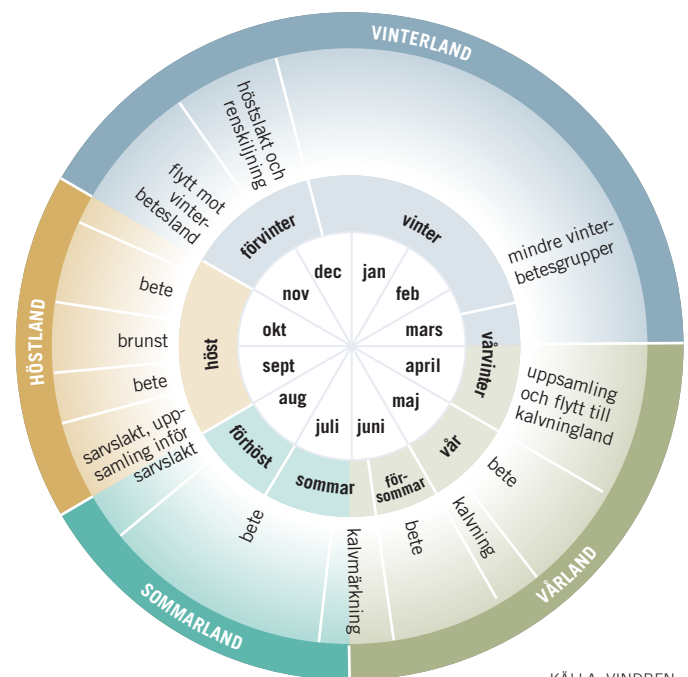 VINTERLAND
höstslakt och
renskiljning
flytt mot
vinter-
betesland
mindre vinter-
betesgrupper
förvinter
vinter
vårvinter
dec
jan
nov
feb
okt
mars
sept
april
aug
maj
juli
juni
HÖSTLAND
bete
brunst
bete
sarvslakt, upp-
samling inför
sarvslakt
höst
förhöst
sommar
för-
sommar
vår
uppsamling
och flytt till
kalvningland
bete
kalvning
bete
kalvmärkning
bete
VÅRLAND
SOMMARLAND
KÄLLA: VINDREN